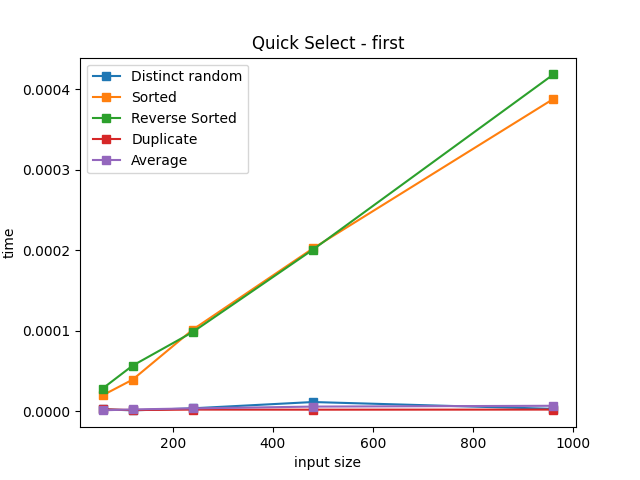 Quick Select - first
Distinct random
Sorted
Reverse Sorted
Duplicate
Average
time
0.0004
0.0003
0.0002
0.0001
0.0000
200
400
600
800
1000
input size